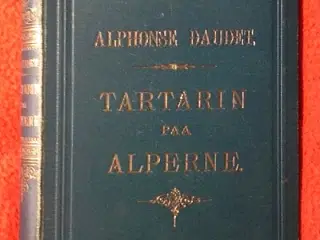 ALPHONSE DAUDET.
TARTARIN
PAA
ALPERNE.